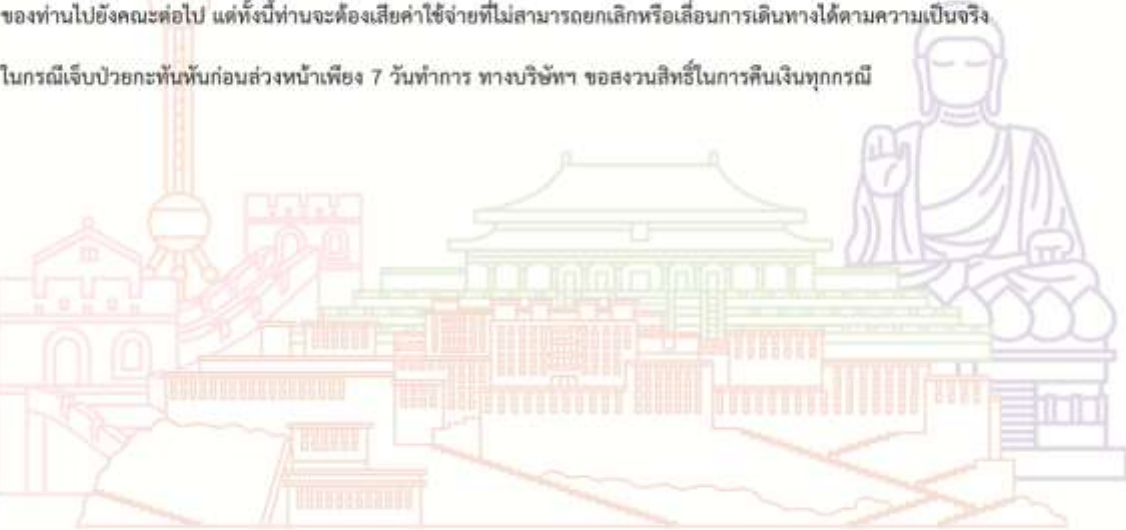 ของท่านไปยังคณะต่อไป แต่ทั้งนี้ท่านจะต้องเสียค่าใช้จ่ายที่ไม่สามารถยกเลิกหรือเลื่อนการเดินทางได้ตามความเป็นจริง
ในกรณีเจ็บป่วยกะทันหันก่อนล่วงหน้าเพียง 7 วันทำการ ทางบริษัทฯ ขอสงวนสิทธิ์ในการคืนเงินทุกกรณี